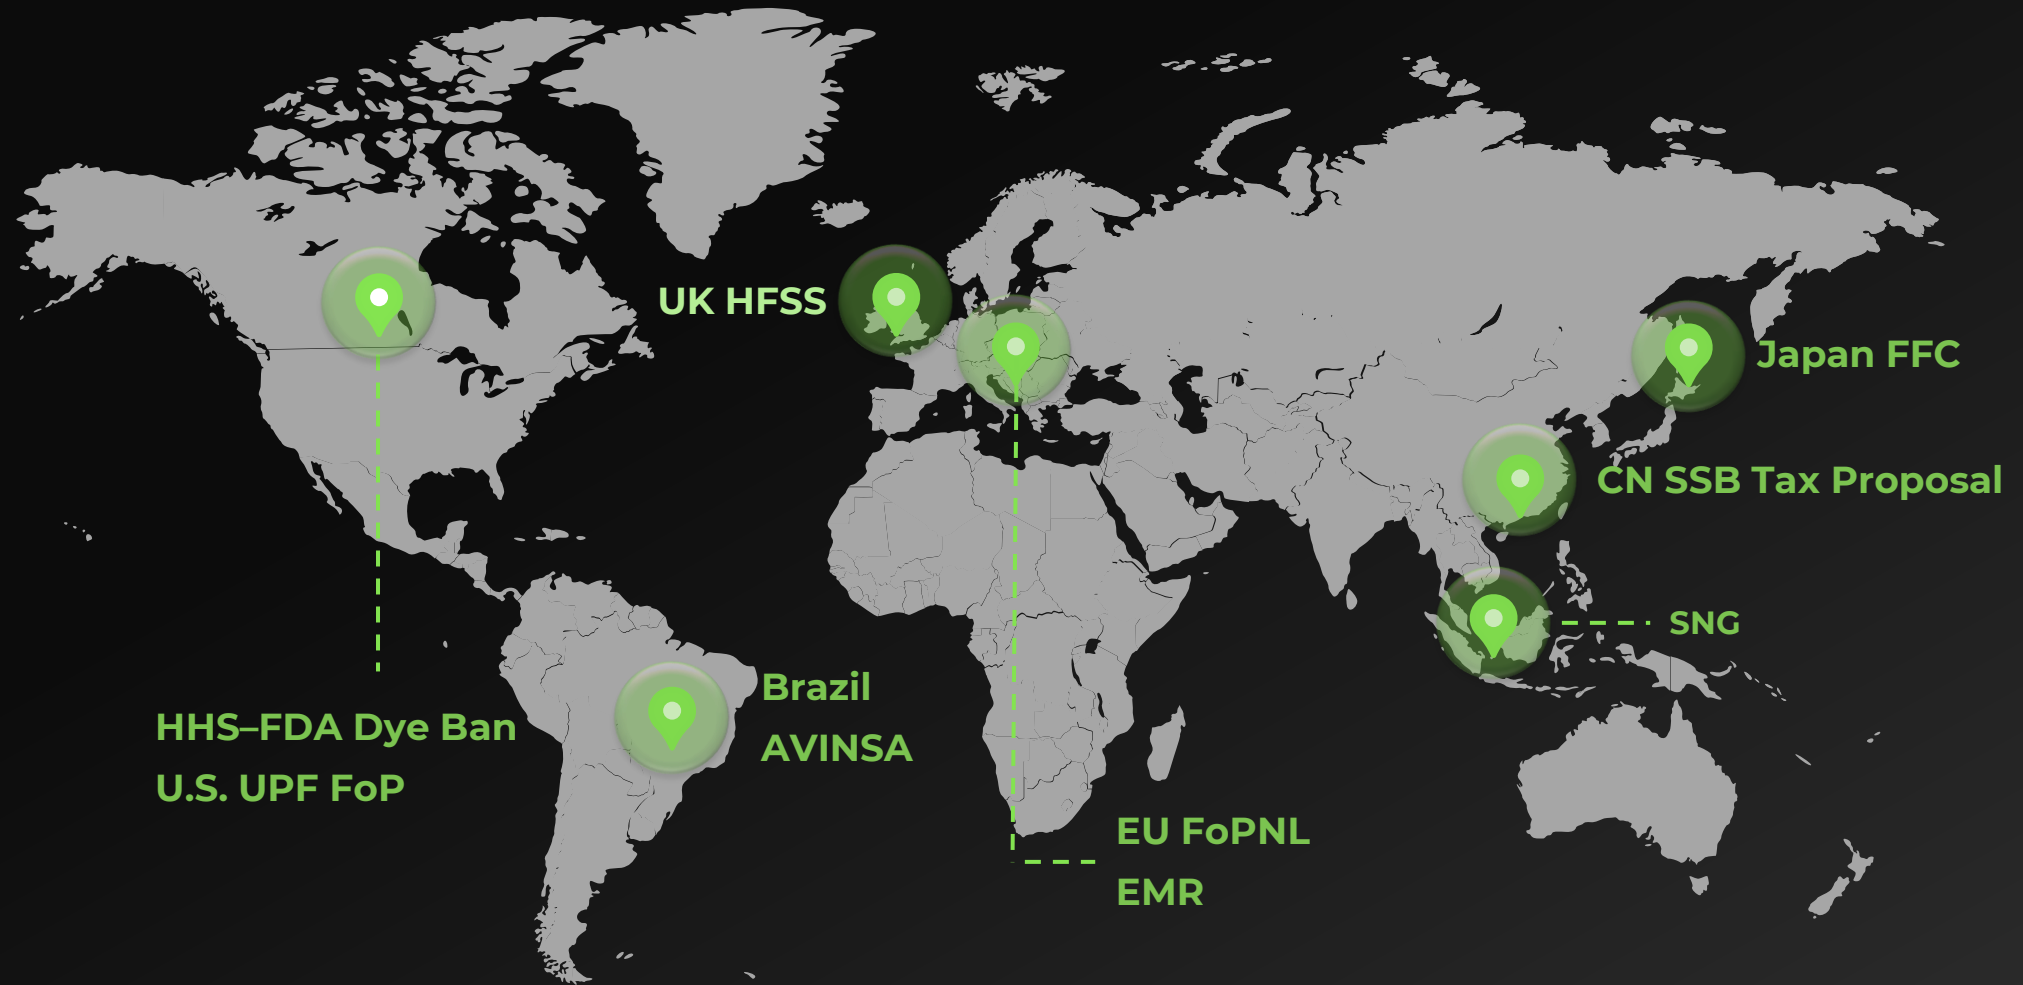 UK HFSS
Japan FFC
CN SSB Tax Proposal
SNG
Brazil
AVINSA
HHS–FDA Dye Ban
U.S. UPF FoP
EU FoPNL
EMR